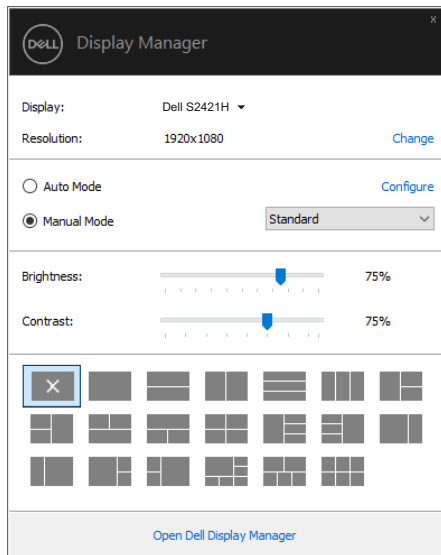 x
DELL Display Manager
Display: Dell S2421H
Resolution: 1920x1080 Change
Auto Mode Configure
Manual Mode Standard
Brightness: 75%
Contrast: 75%
Open Dell Display Manager